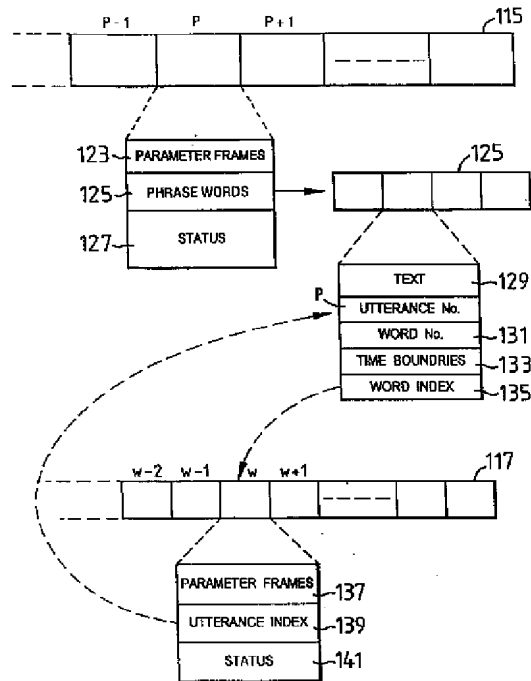 P-1 P P+1 115
123 PARAMETER FRAMES
125 PHRASE WORDS
127 STATUS
125
TEXT 129
P UTTERANCE No.
WORD No. 131
TIME BOUNDRIES 133
WORD INDEX 135
w-2 w-1 w w+1 117
PARAMETER FRAMES 137
UTTERANCE INDEX 139
STATUS 141